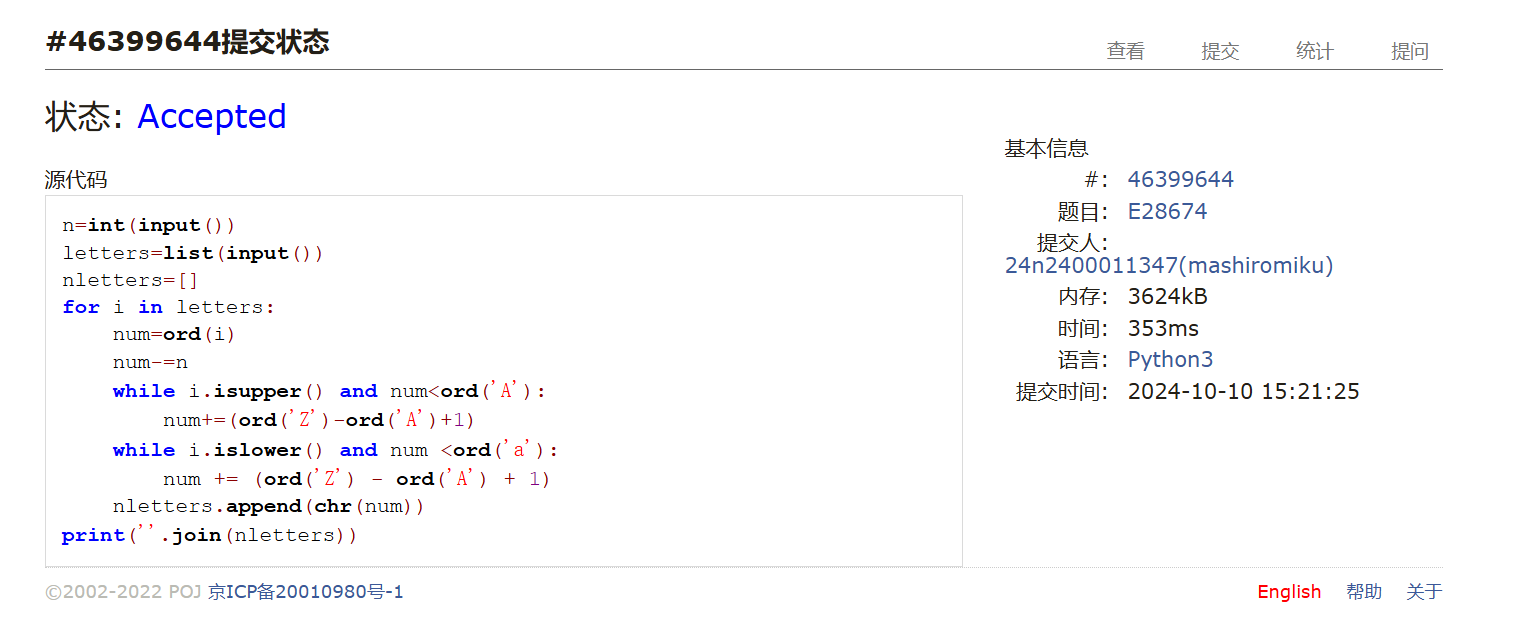 #46399644提交状态
查看 提交 统计 提问
状态: Accepted
源代码
n=int(input())
letters=list(input())
nletters=[]
for i in letters:
    num=ord(i)
    num-=n
    while i.isupper() and num<ord('A'):
        num+=(ord('Z')-ord('A')+1)
    while i.islower() and num <ord('a'):
        num += (ord('Z') - ord('A') + 1)
    nletters.append(chr(num))
print(''.join(nletters))
基本信息
#: 46399644
题目: E28674
提交人:
24n2400011347(mashiromiku)
内存: 3624kB
时间: 353ms
语言: Python3
提交时间: 2024-10-10 15:21:25
©2002-2022 POJ 京ICP备20010980号-1
English 帮助 关于